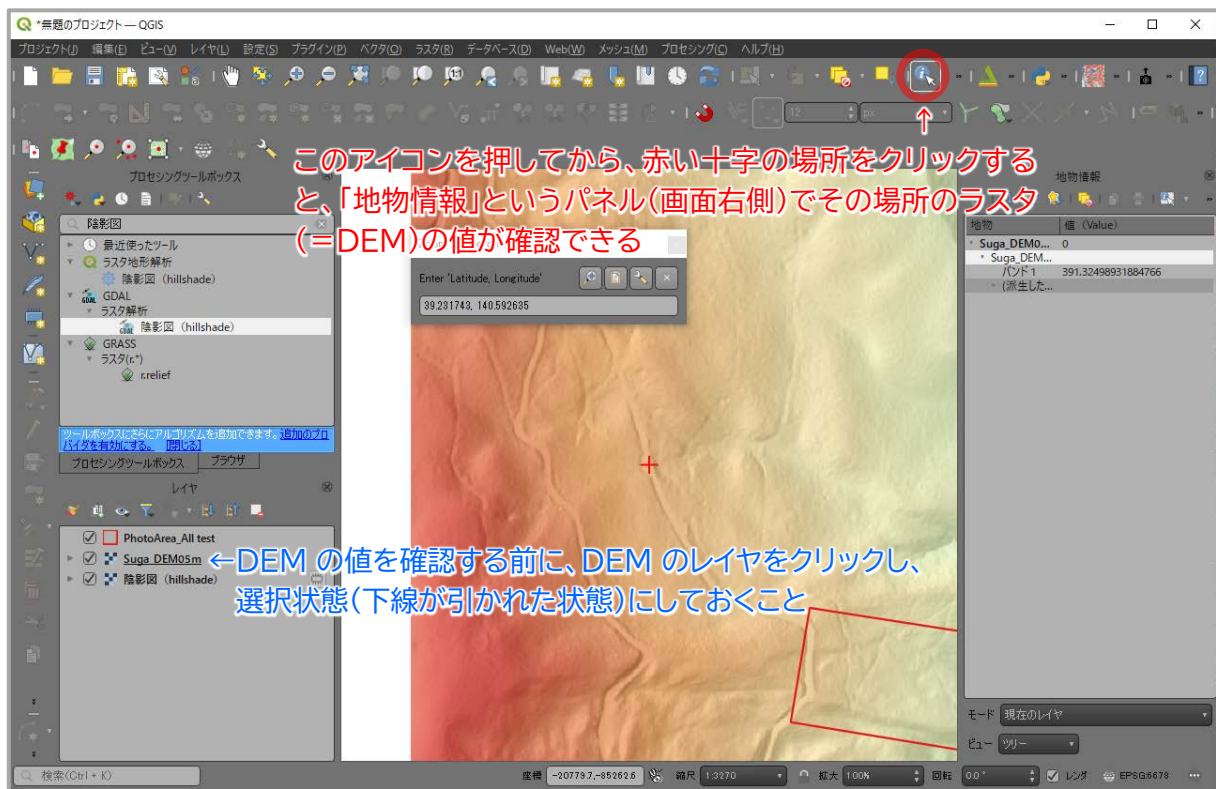 *無題のプロジェクト — QGIS
プロジェクト(J) 編集(E) ビュー(V) レイヤ(L) 設定(S) プラグイン(P) ベクタ(O) ラスタ(R) データベース(D) Web(W) メッシュ(M) プロセシング(C) ヘルプ(H)
12
px
↑
このアイコンを押してから、赤い十字の場所をクリックする
と、「地物情報」というパネル(画面右側)でその場所のラスタ
(=DEM)の値が確認できる
プロセシングツールボックス
陰影図
最近使ったツール
ラスタ地形解析
陰影図 (hillshade)
GDAL
ラスタ解析
陰影図 (hillshade)
GRASS
ラスタ(r.*)
r.relief
ツールボックスにさらにアルゴリズムを追加できます。追加のプロ
バイダを有効にする。 [閉じる]
プロセシングツールボックス ブラウザ
Enter 'Latitude, Longitude'
39.231743, 140.592635
地物情報
地物 値 (Value)
Suga_DEM0... 0
Suga_DEM...
バンド 1 391.32498931884766
(派生した...
レイヤ
PhotoArea_All test
Suga_DEM05m
陰影図 (hillshade)
←DEM の値を確認する前に、DEM のレイヤをクリックし、
選択状態(下線が引かれた状態)にしておくこと
モード 現在のレイヤ
ビュー ツリー
検索(Ctrl + K)
座標 -20779.7,-85262.6 縮尺 1:3270 拡大 100% 回転 0.0 ° レンダ EPSG:6678